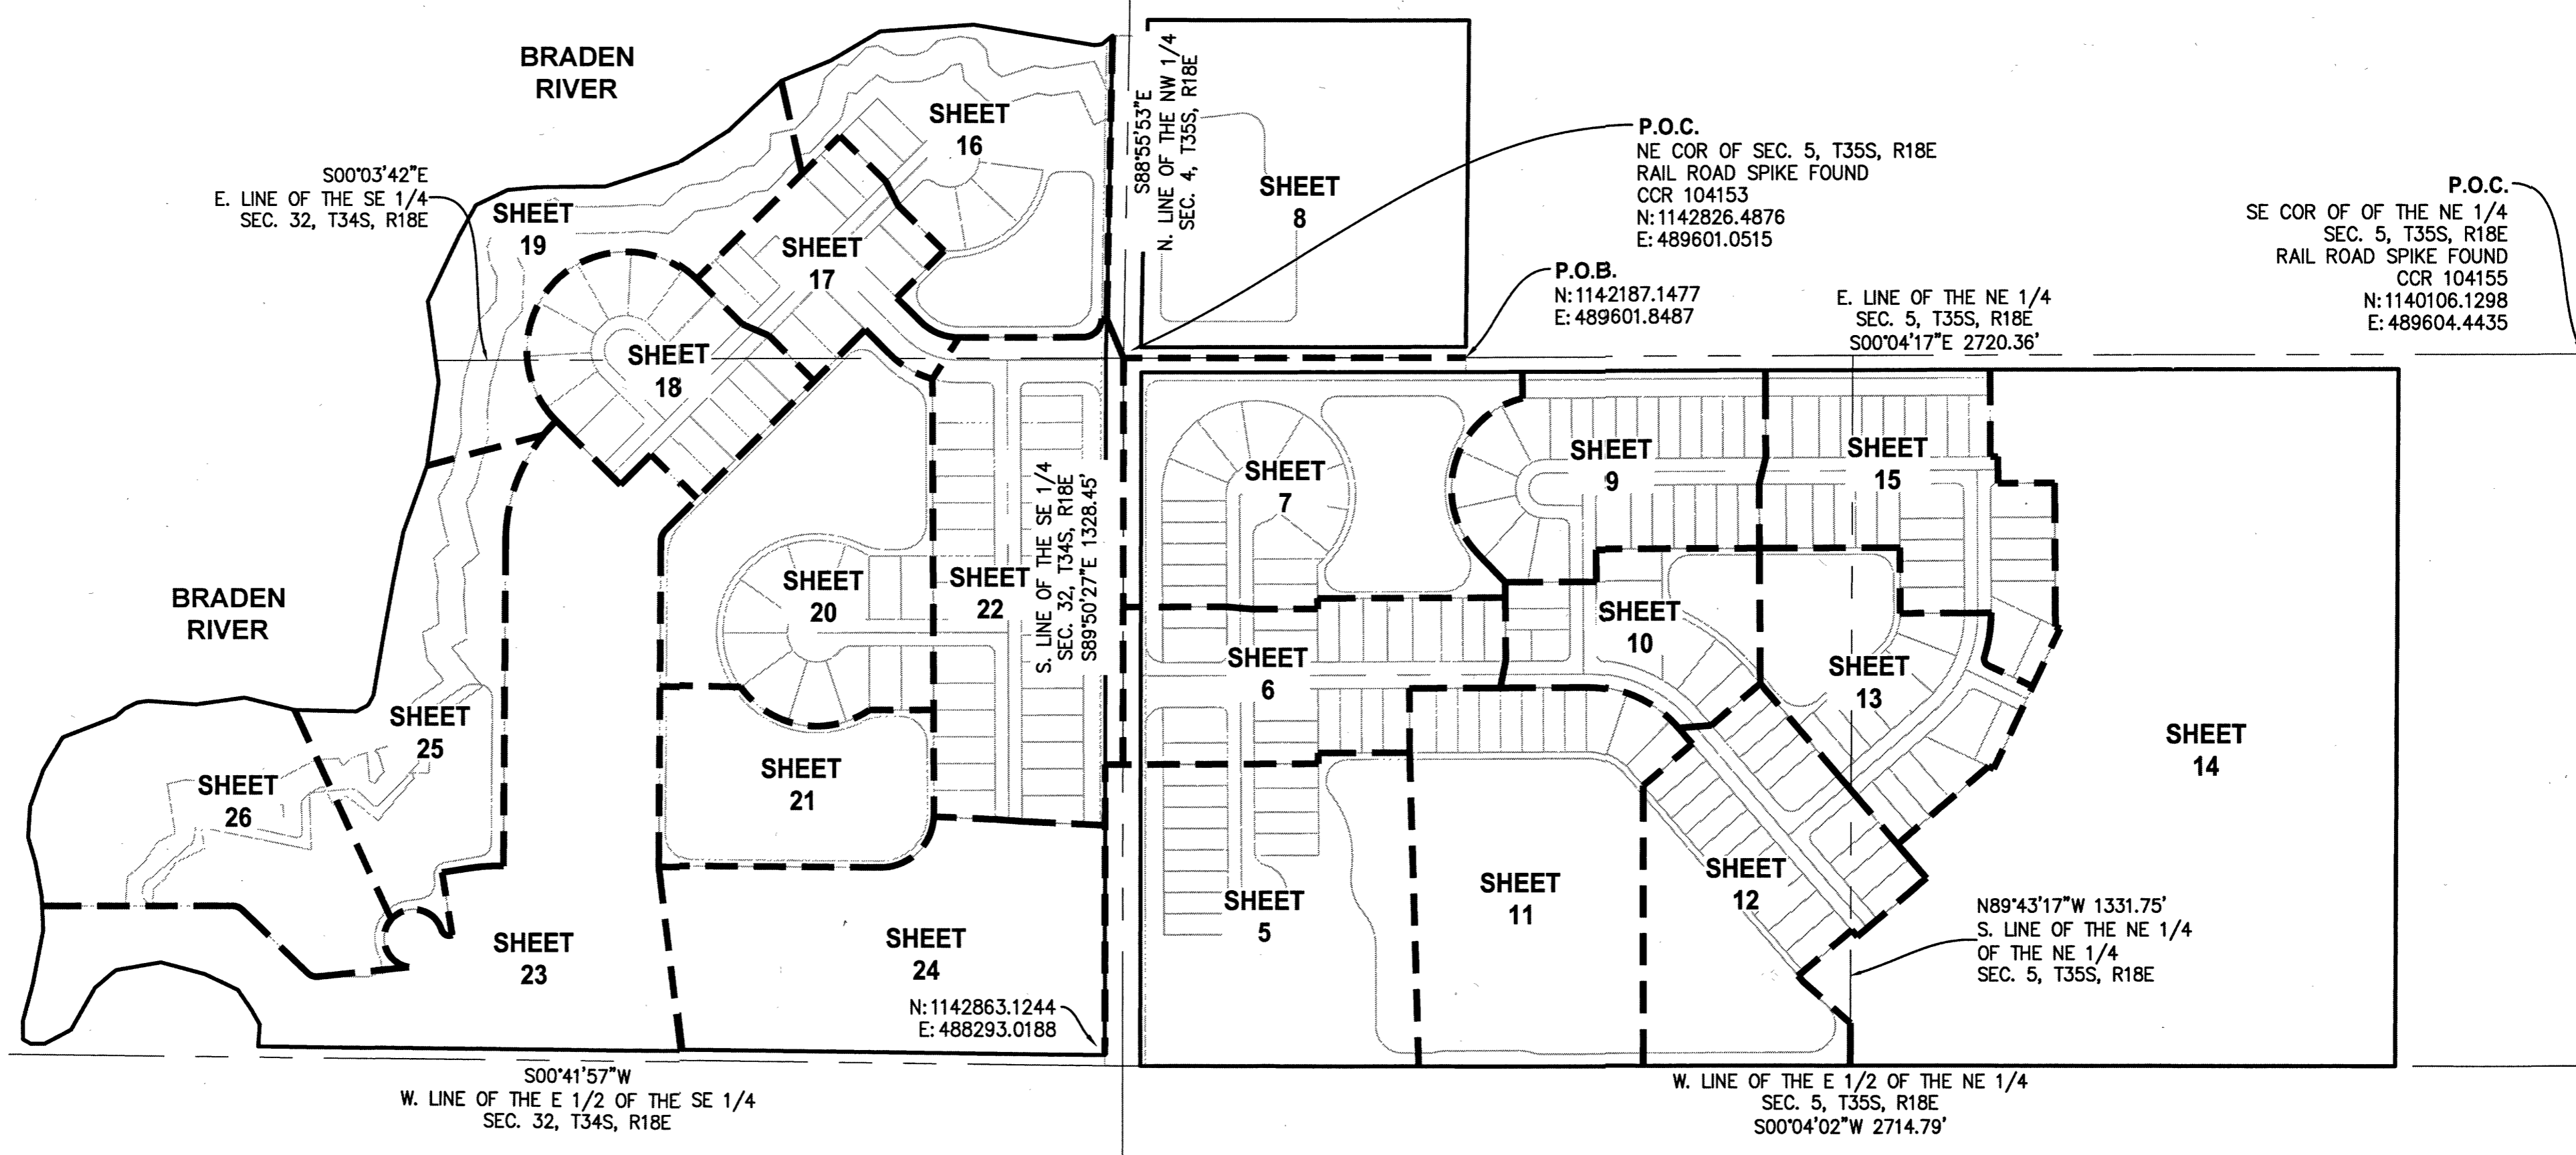 BRADEN
RIVER
S00°03'42"E
E. LINE OF THE SE 1/4
SEC. 32, T34S, R18E
SHEET
19
SHEET
16
SHEET
17
SHEET
18
S88°55'53"E
N. LINE OF THE NW 1/4
SEC. 4, T35S, R18E
SHEET
8
P.O.C.
NE COR OF SEC. 5, T35S, R18E
RAIL ROAD SPIKE FOUND
CCR 104153
N:1142826.4876
E: 489601.0515
P.O.B.
N:1142187.1477
E: 489601.8487
E. LINE OF THE NE 1/4
SEC. 5, T35S, R18E
S00°04'17"E 2720.36'
P.O.C.
SE COR OF OF THE NE 1/4
SEC. 5, T35S, R18E
RAIL ROAD SPIKE FOUND
CCR 104155
N:1140106.1298
E: 489604.4435
BRADEN
RIVER
SHEET
20
SHEET
22
S. LINE OF THE SE 1/4
SEC. 32, T34S, R18E
S89°50'27"E 1328.45'
SHEET
7
SHEET
9
SHEET
15
SHEET
6
SHEET
10
SHEET
13
SHEET
14
SHEET
25
SHEET
26
SHEET
21
SHEET
23
SHEET
24
N:1142863.1244
E: 488293.0188
SHEET
5
SHEET
11
SHEET
12
N89°43'17"W 1331.75'
S. LINE OF THE NE 1/4
OF THE NE 1/4
SEC. 5, T35S, R18E
S00°41'57"W
W. LINE OF THE E 1/2 OF THE SE 1/4
SEC. 32, T34S, R18E
W. LINE OF THE E 1/2 OF THE NE 1/4
SEC. 5, T35S, R18E
S00°04'02"W 2714.79'